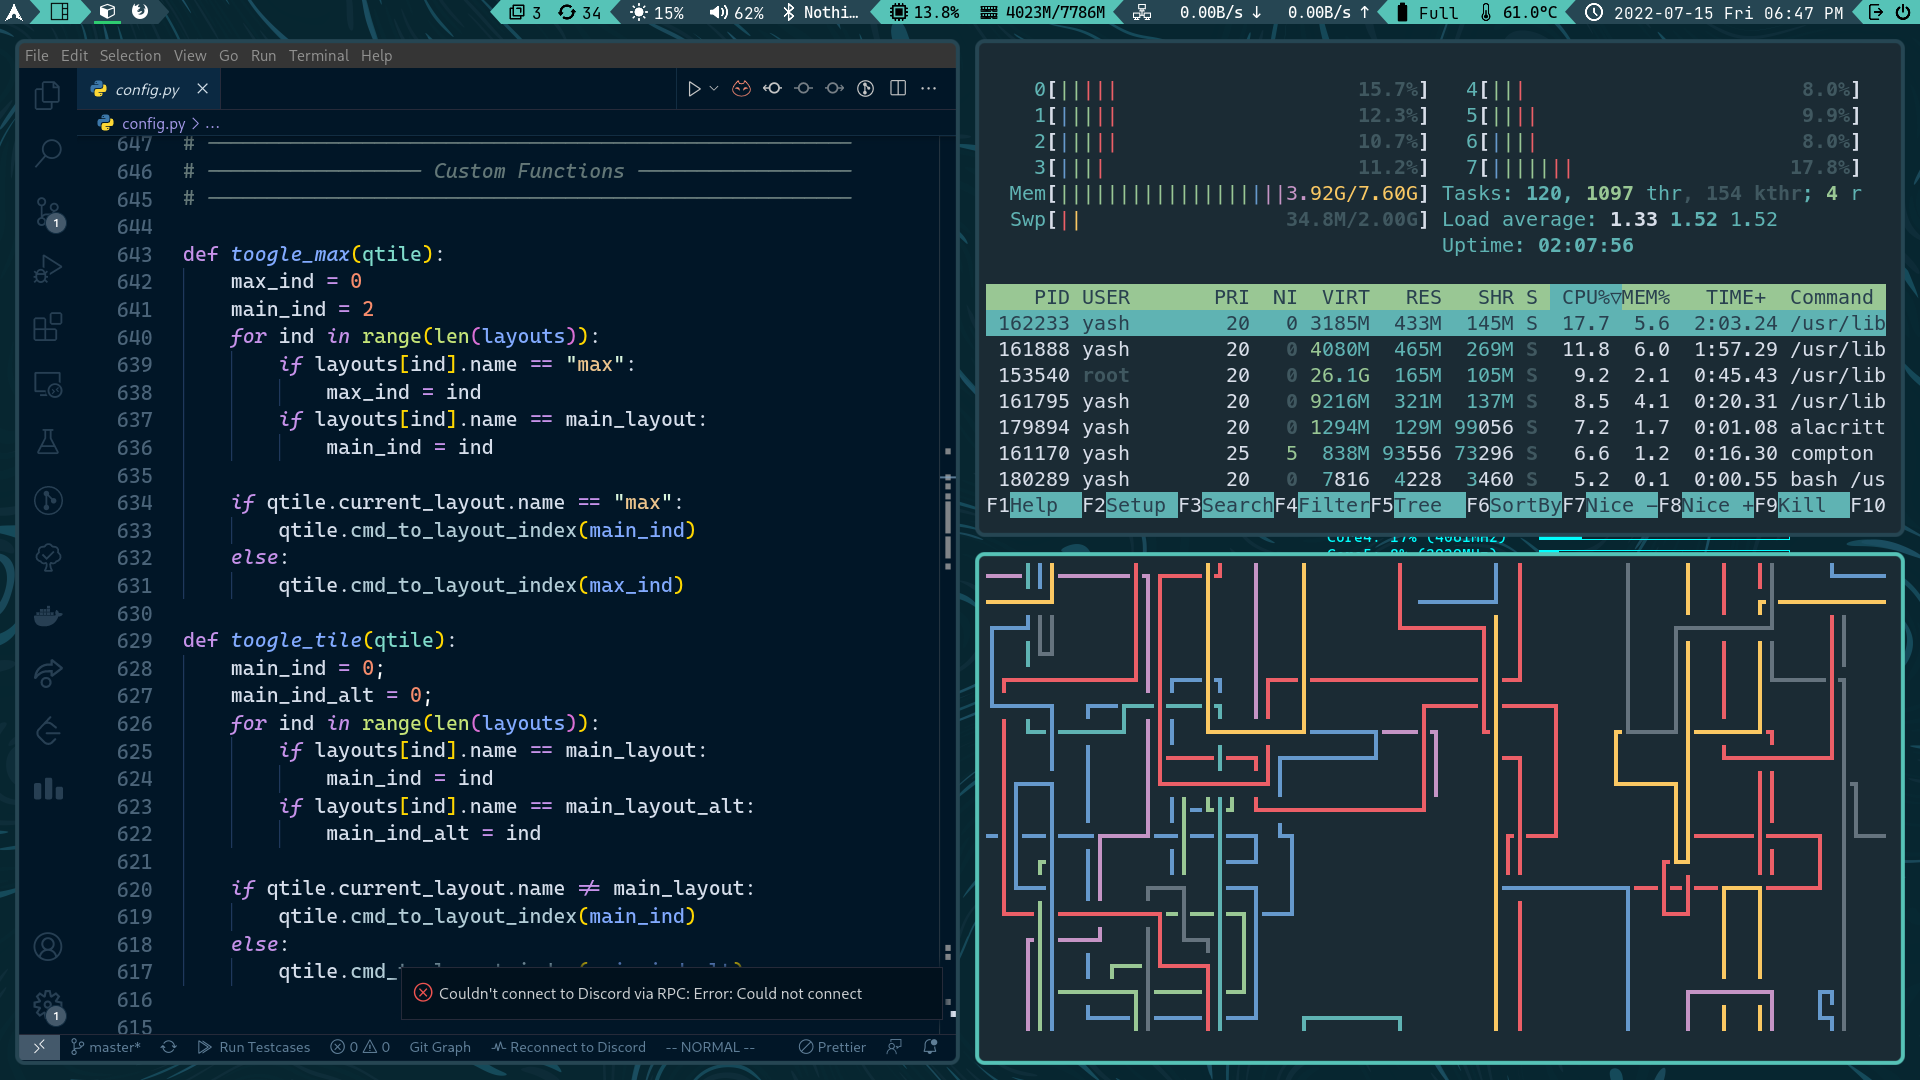 3 34 15% 62% Nothi… 13.8% 4023M/7786M 0.00B/s ↓ 0.00B/s ↑ Full 61.0°C 2022-07-15 Fri 06:47 PM
File Edit Selection View Go Run Terminal Help
config.py
config.py > ...
647 #
646 # Custom Functions
645 #
644
643 def toogle_max(qtile):
642 max_ind = 0
641 main_ind = 2
640 for ind in range(len(layouts)):
639 if layouts[ind].name == "max":
638 max_ind = ind
637 if layouts[ind].name == main_layout:
636 main_ind = ind
635
634 if qtile.current_layout.name == "max":
633 qtile.cmd_to_layout_index(main_ind)
632 else:
631 qtile.cmd_to_layout_index(max_ind)
630
629 def toogle_tile(qtile):
628 main_ind = 0;
627 main_ind_alt = 0;
626 for ind in range(len(layouts)):
625 if layouts[ind].name == main_layout:
624 main_ind = ind
623 if layouts[ind].name == main_layout_alt:
622 main_ind_alt = ind
621
620 if qtile.current_layout.name != main_layout:
619 qtile.cmd_to_layout_index(main_ind)
618 else:
617 qtile.cmd_
616
615
1
1
Couldn't connect to Discord via RPC: Error: Could not connect
master* Run Testcases 0 0 Git Graph Reconnect to Discord -- NORMAL -- Prettier
0[||||| 15.7%] 4[||| 8.0%]
1[||||| 12.3%] 5[|||| 9.9%]
2[||||| 10.7%] 6[|||| 8.0%]
3[|||| 11.2%] 7[||||||| 17.8%]
Mem[|||||||||||||||||||3.92G/7.60G] Tasks: 120, 1097 thr, 154 kthr; 4 r
Swp[|| 34.8M/2.00G] Load average: 1.33 1.52 1.52
Uptime: 02:07:56
PID USER PRI NI VIRT RES SHR S CPU%▽MEM% TIME+ Command
162233 yash 20 0 3185M 433M 145M S 17.7 5.6 2:03.24 /usr/lib
161888 yash 20 0 4080M 465M 269M S 11.8 6.0 1:57.29 /usr/lib
153540 root 20 0 26.1G 165M 105M S 9.2 2.1 0:45.43 /usr/lib
161795 yash 20 0 9216M 321M 137M S 8.5 4.1 0:20.31 /usr/lib
179894 yash 20 0 1294M 129M 99056 S 7.2 1.7 0:01.08 alacritt
161170 yash 25 5 838M 93556 73296 S 6.6 1.2 0:16.30 compton
180289 yash 20 0 7816 4228 3460 S 5.2 0.1 0:00.55 bash /us
F1Help F2Setup F3SearchF4FilterF5Tree F6SortByF7Nice -F8Nice +F9Kill F10
Core4: 17% (4081MHz)